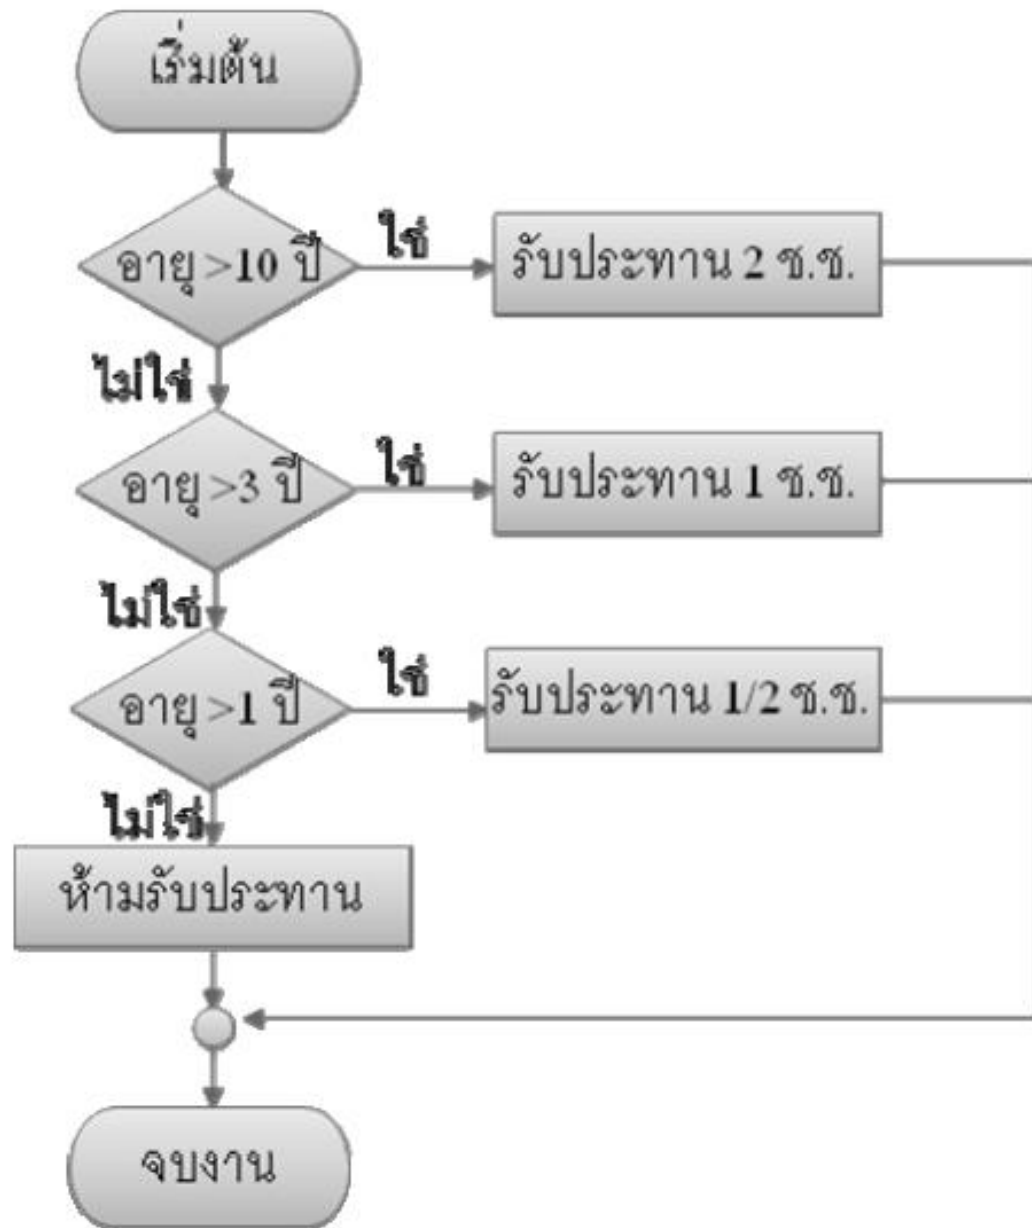 เริ่มต้น
อายุ >10 ปี
ใช่
รับประทาน 2 ช.ช.
ไม่ใช่
อายุ >3 ปี
ใช่
รับประทาน 1 ช.ช.
ไม่ใช่
อายุ >1 ปี
ใช่
รับประทาน 1/2 ช.ช.
ไม่ใช่
ห้ามรับประทาน
จบงาน